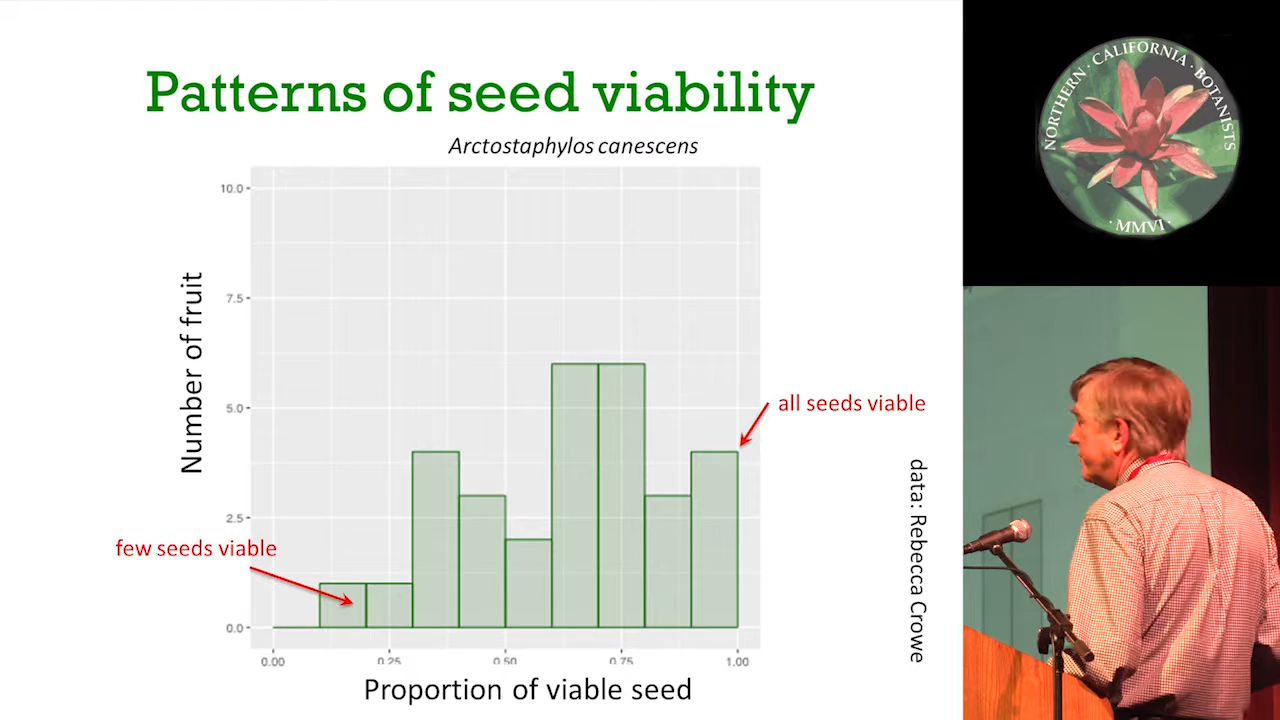 Patterns of seed viability
Arctostaphylos canescens
10.0
7.5
5.0
2.5
0.0
Number of fruit
0.00
0.25
0.50
0.75
1.00
Proportion of viable seed
few seeds viable
all seeds viable
data: Rebecca Crowe
NORTHERN · CALIFORNIA · BOTANISTS
· MMVI ·